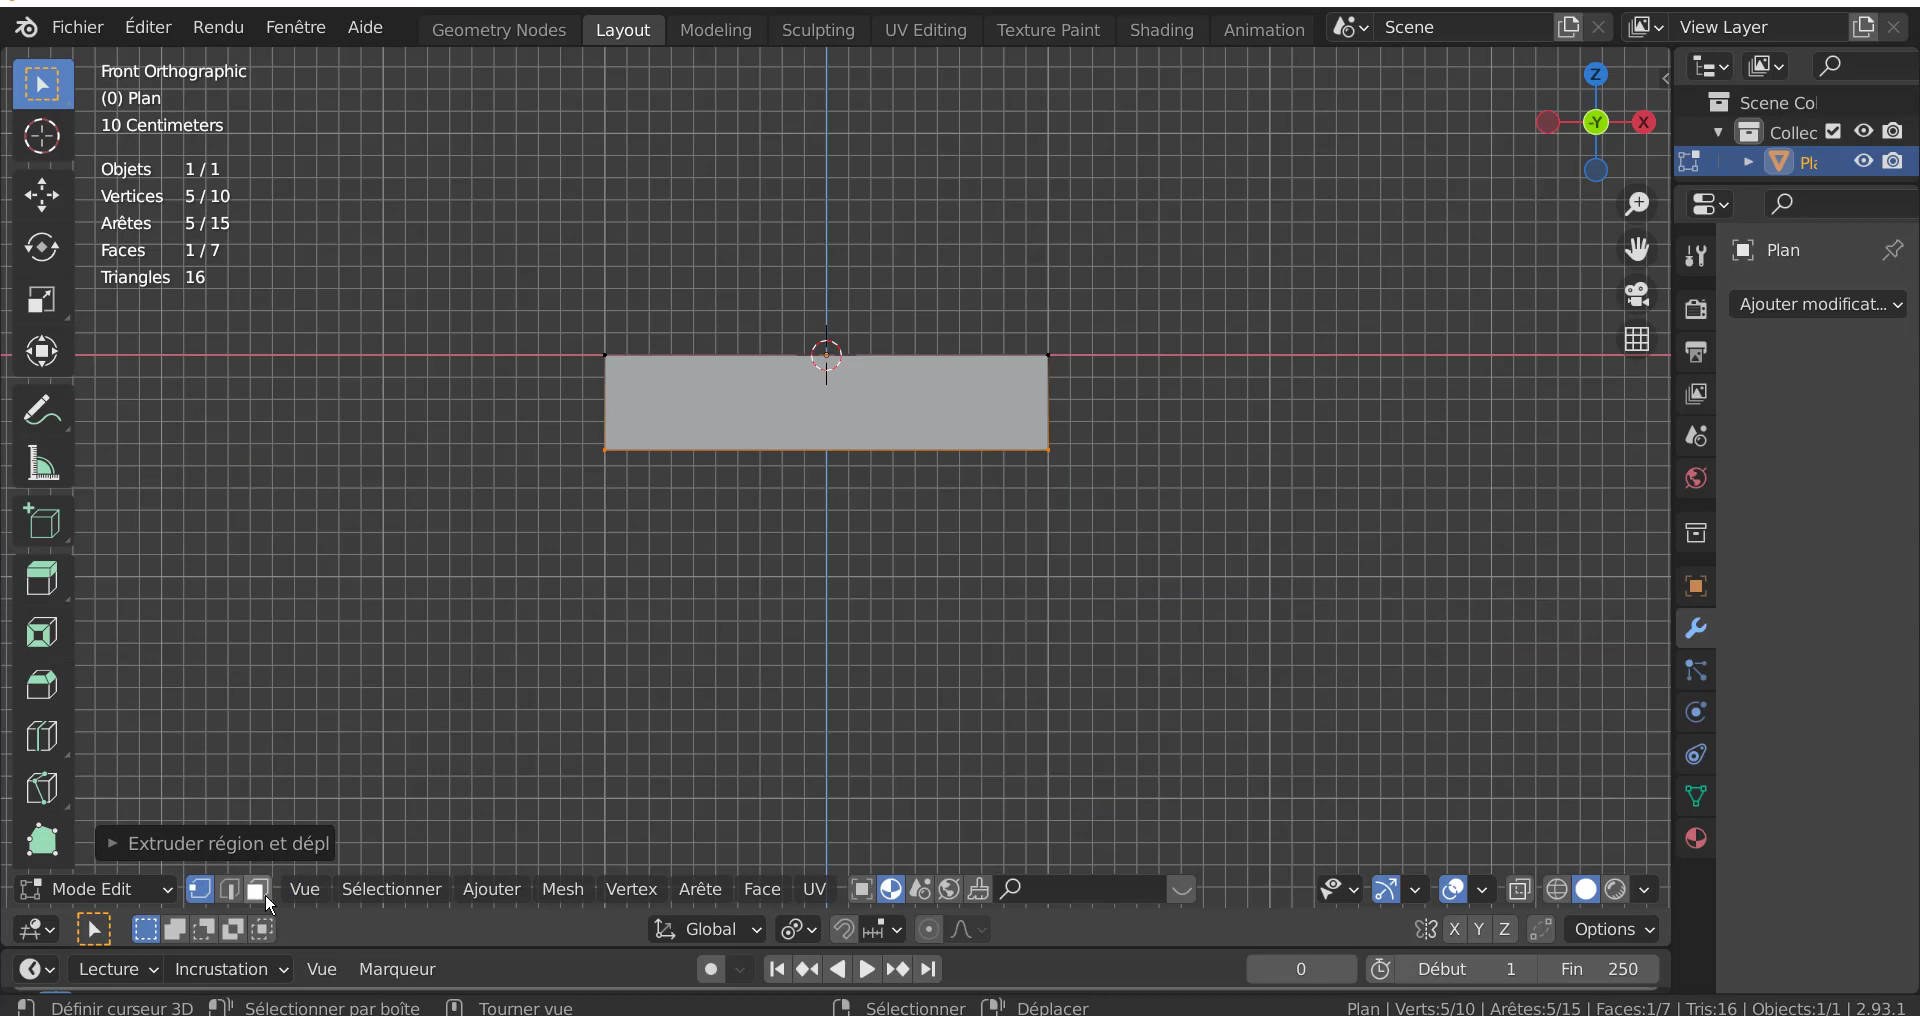 Fichier Éditer Rendu Fenêtre Aide Geometry Nodes Layout Modeling Sculpting UV Editing Texture Paint Shading Animation Scene View Layer
Front Orthographic
(0) Plan
10 Centimeters
Objets 1 / 1
Vertices 5 / 10
Arêtes 5 / 15
Faces 1 / 7
Triangles 16
Z
-Y
X
Scene Col
Collec
Pla
Plan
Ajouter modificat...
Extruder région et dépl
Mode Edit Vue Sélectionner Ajouter Mesh Vertex Arête Face UV
Global X Y Z Options
Lecture Incrustation Vue Marqueur 0 Début 1 Fin 250
Définir curseur 3D Sélectionner par boîte Tourner vue Sélectionner Déplacer Plan | Verts:5/10 | Arêtes:5/15 | Faces:1/7 | Tris:16 | Objects:1/1 | 2.93.1